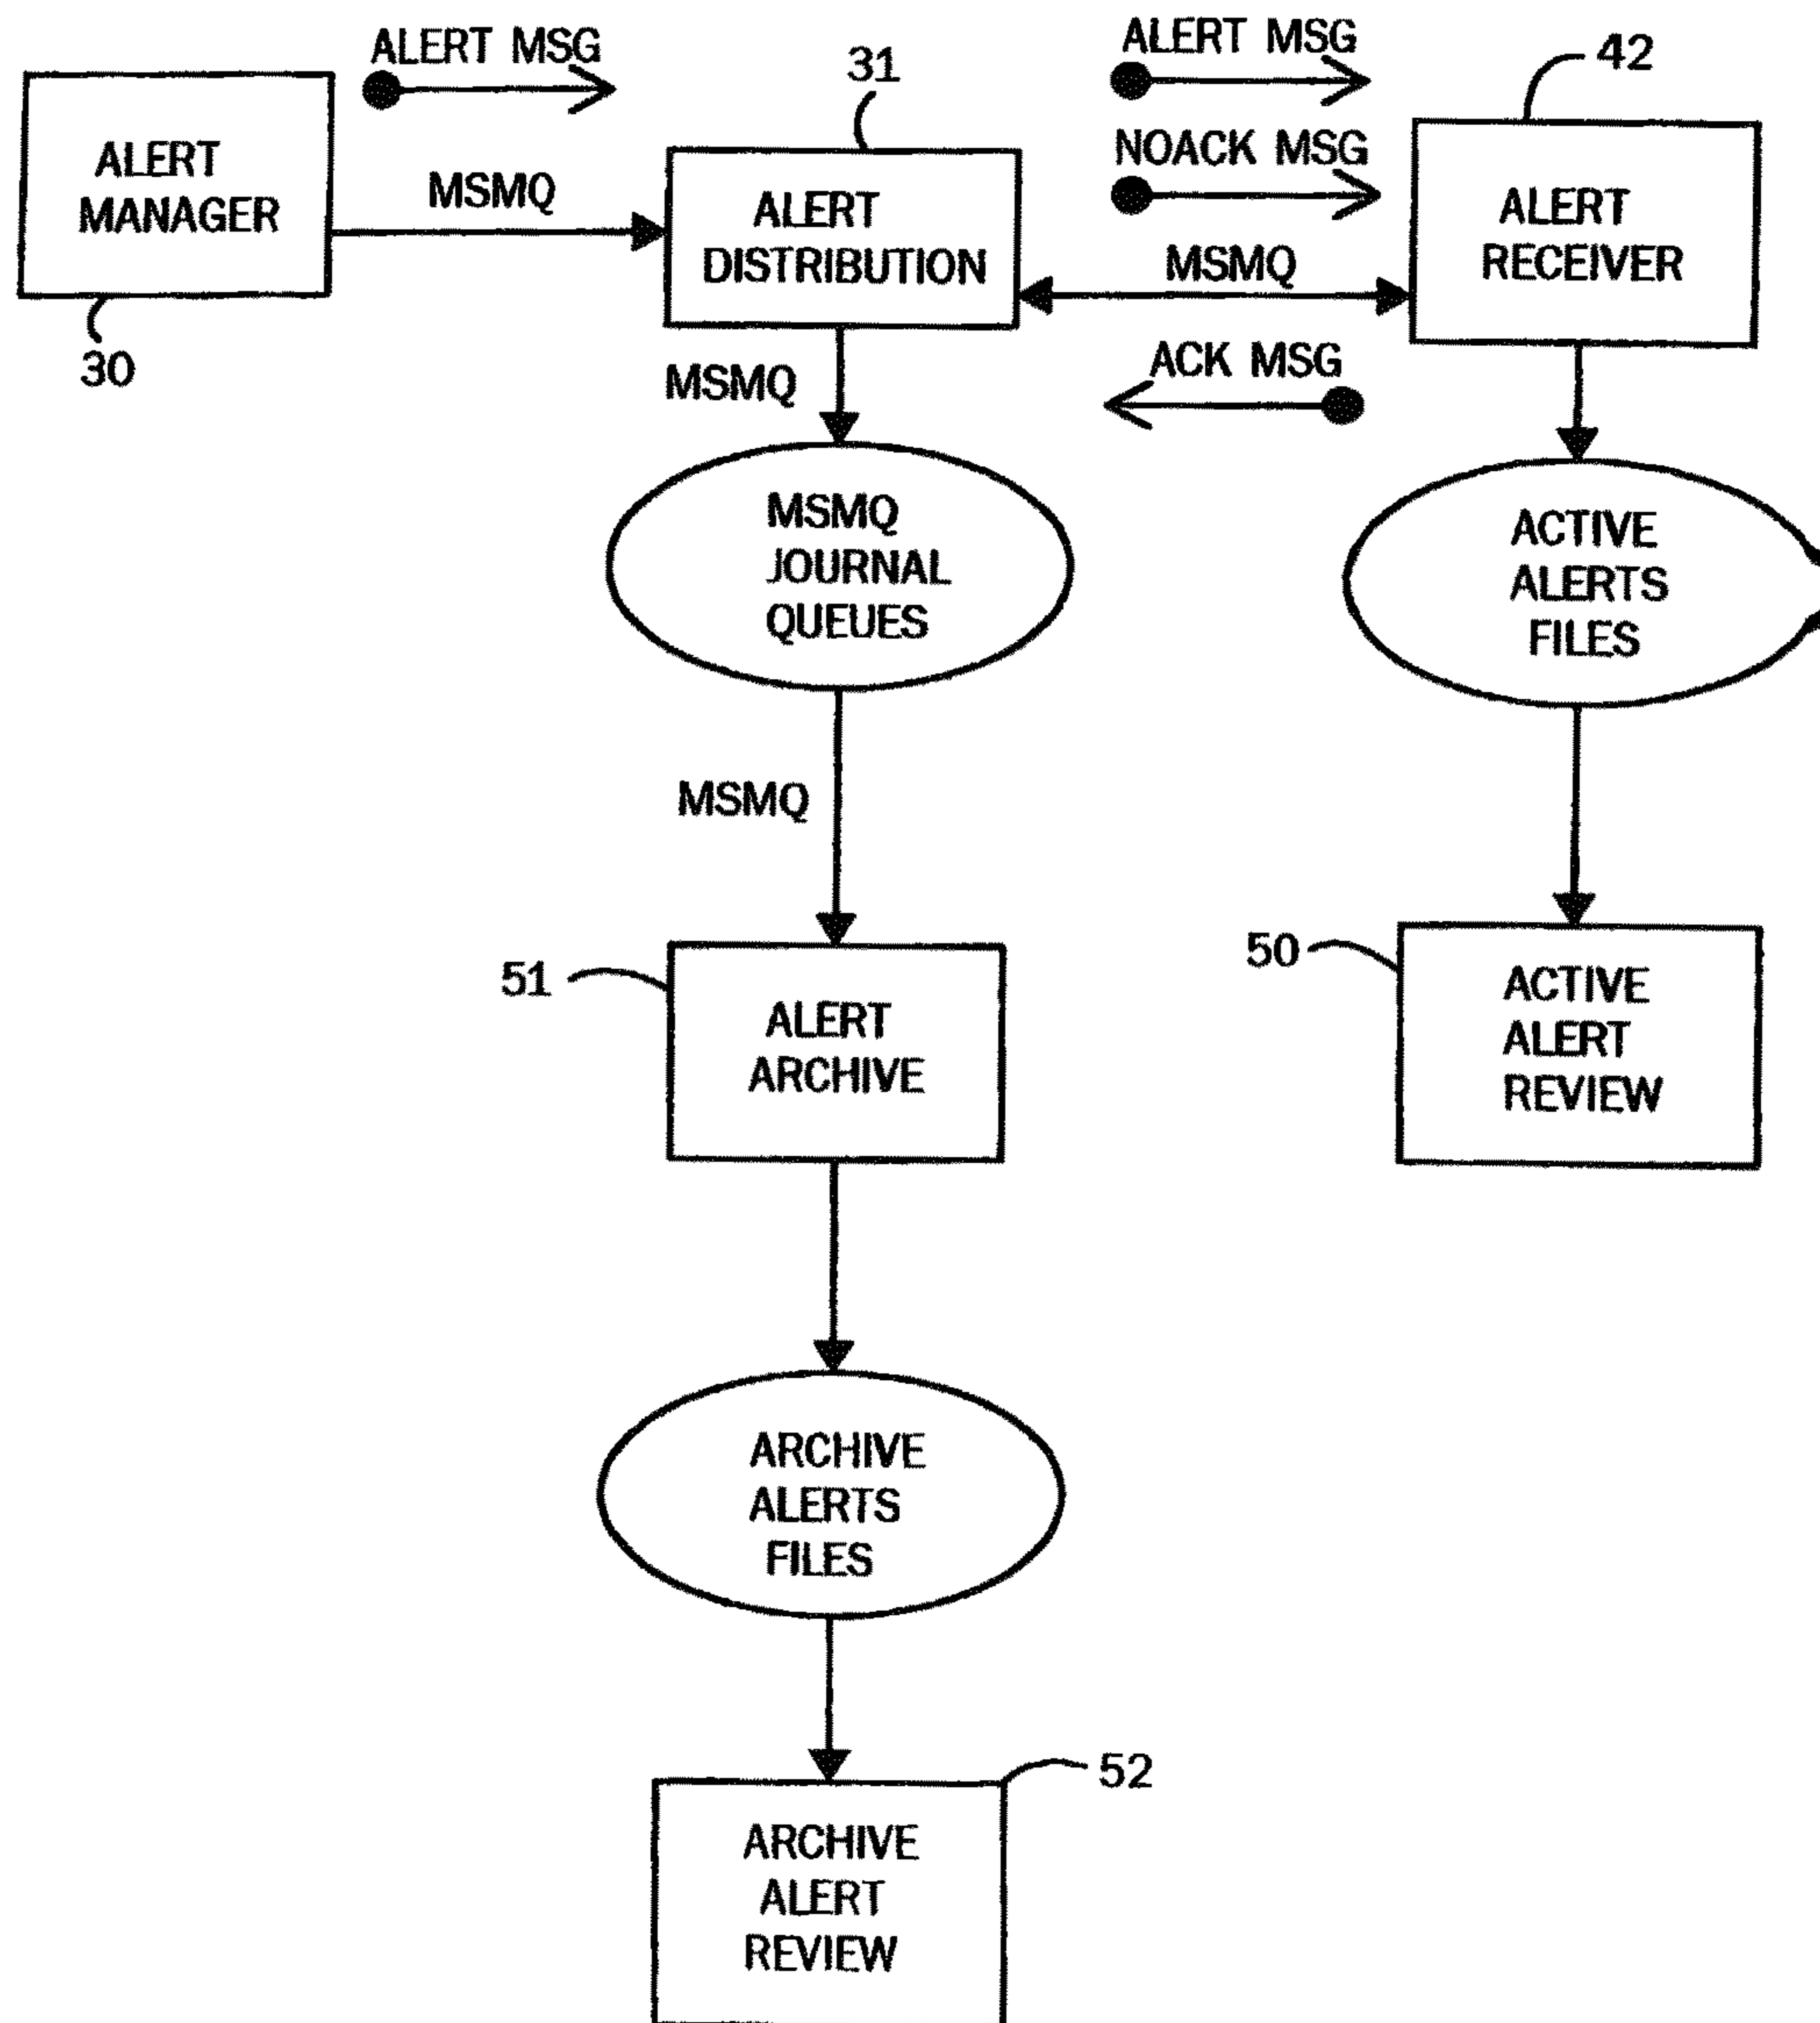 ALERT MSG
31
ALERT MSG
42
ALERT
MANAGER
MSMQ
30
ALERT
DISTRIBUTION
NOACK MSG
MSMQ
ACK MSG
ALERT
RECEIVER
MSMQ
MSMQ
JOURNAL
QUEUES
ACTIVE
ALERTS
FILES
MSMQ
51
ALERT
ARCHIVE
50
ACTIVE
ALERT
REVIEW
ARCHIVE
ALERTS
FILES
52
ARCHIVE
ALERT
REVIEW